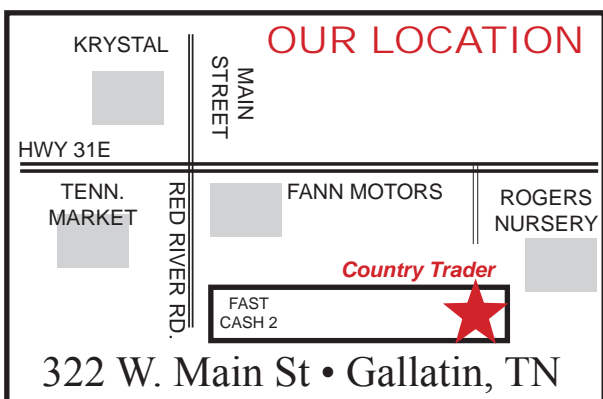 OUR LOCATION
KRYSTAL
MAIN
STREET
HWY 31E
TENN.
MARKET
RED RIVER RD.
FANN MOTORS
ROGERS
NURSERY
Country Trader
FAST
CASH 2
322 W. Main St • Gallatin, TN